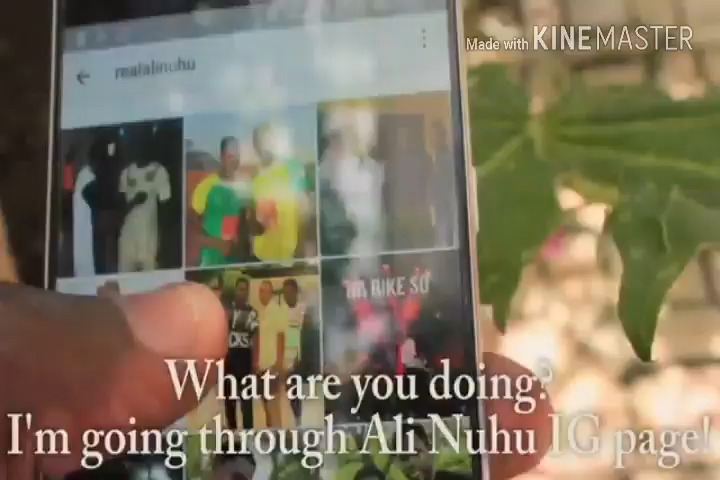 Made with KINEMASTER
realalinuhu
What are you doing?
I'm going through Ali Nuhu IG page!